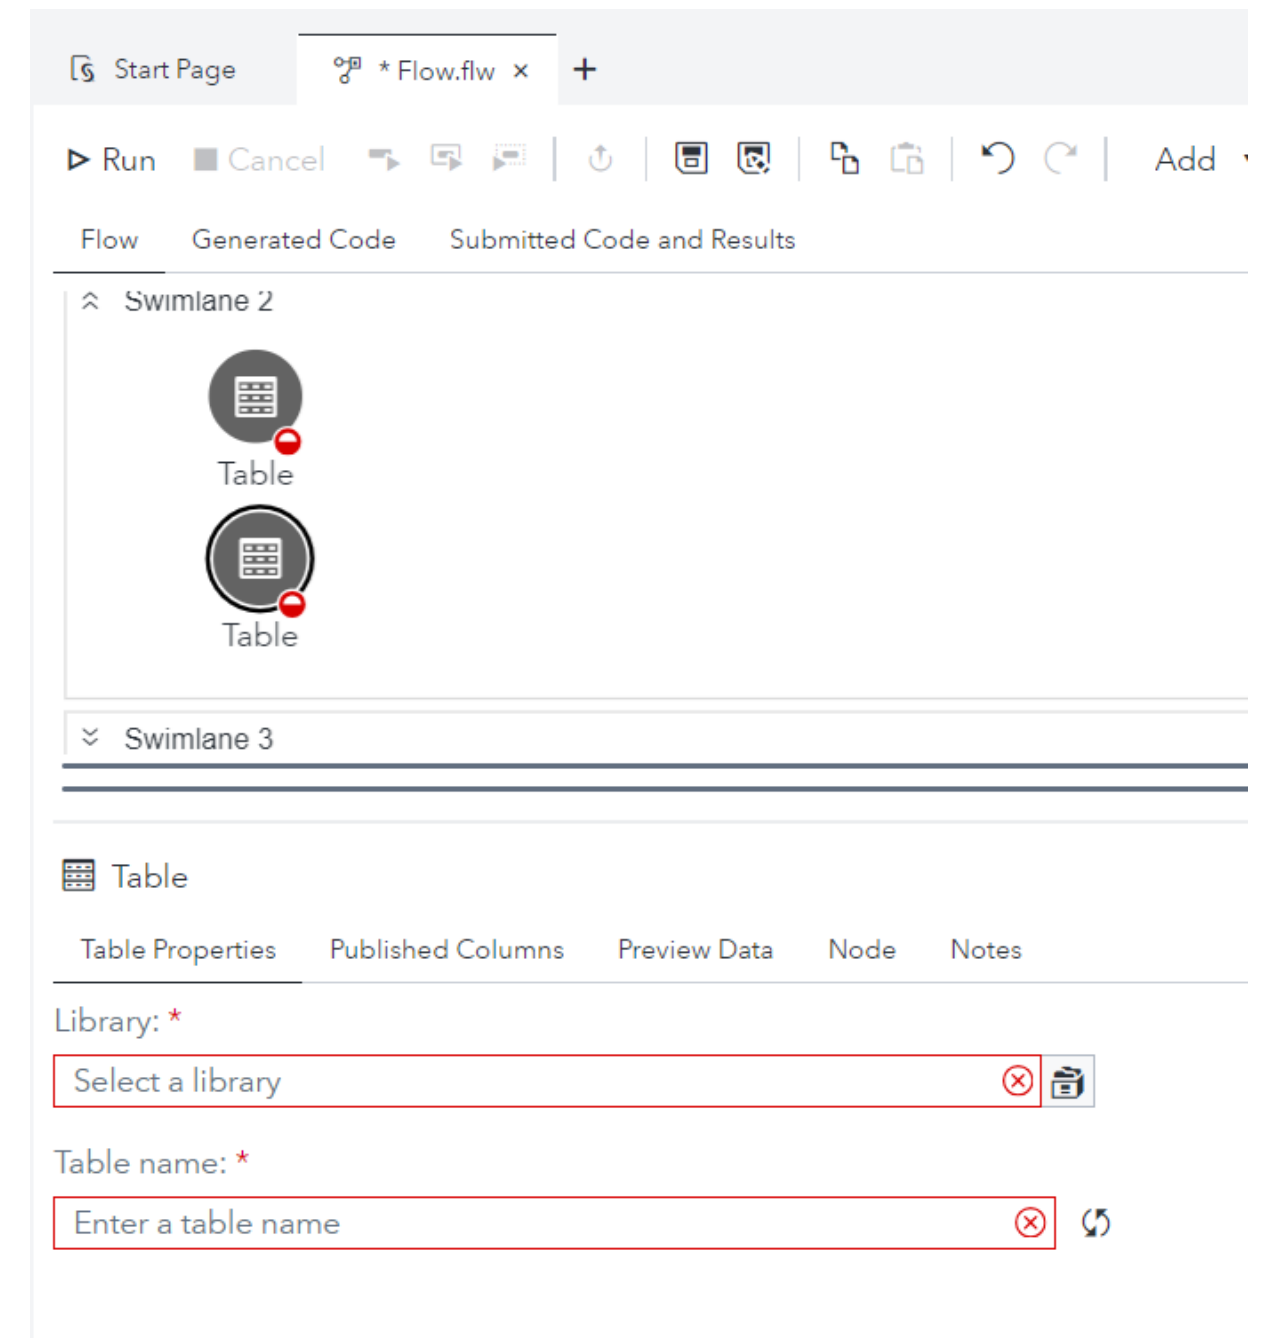 Start Page * Flow.flw × +
Run Cancel Add
Flow Generated Code Submitted Code and Results
Swimlane 2
Table
Table
Swimlane 3
Table
Table Properties Published Columns Preview Data Node Notes
Library: *
Select a library
Table name: *
Enter a table name